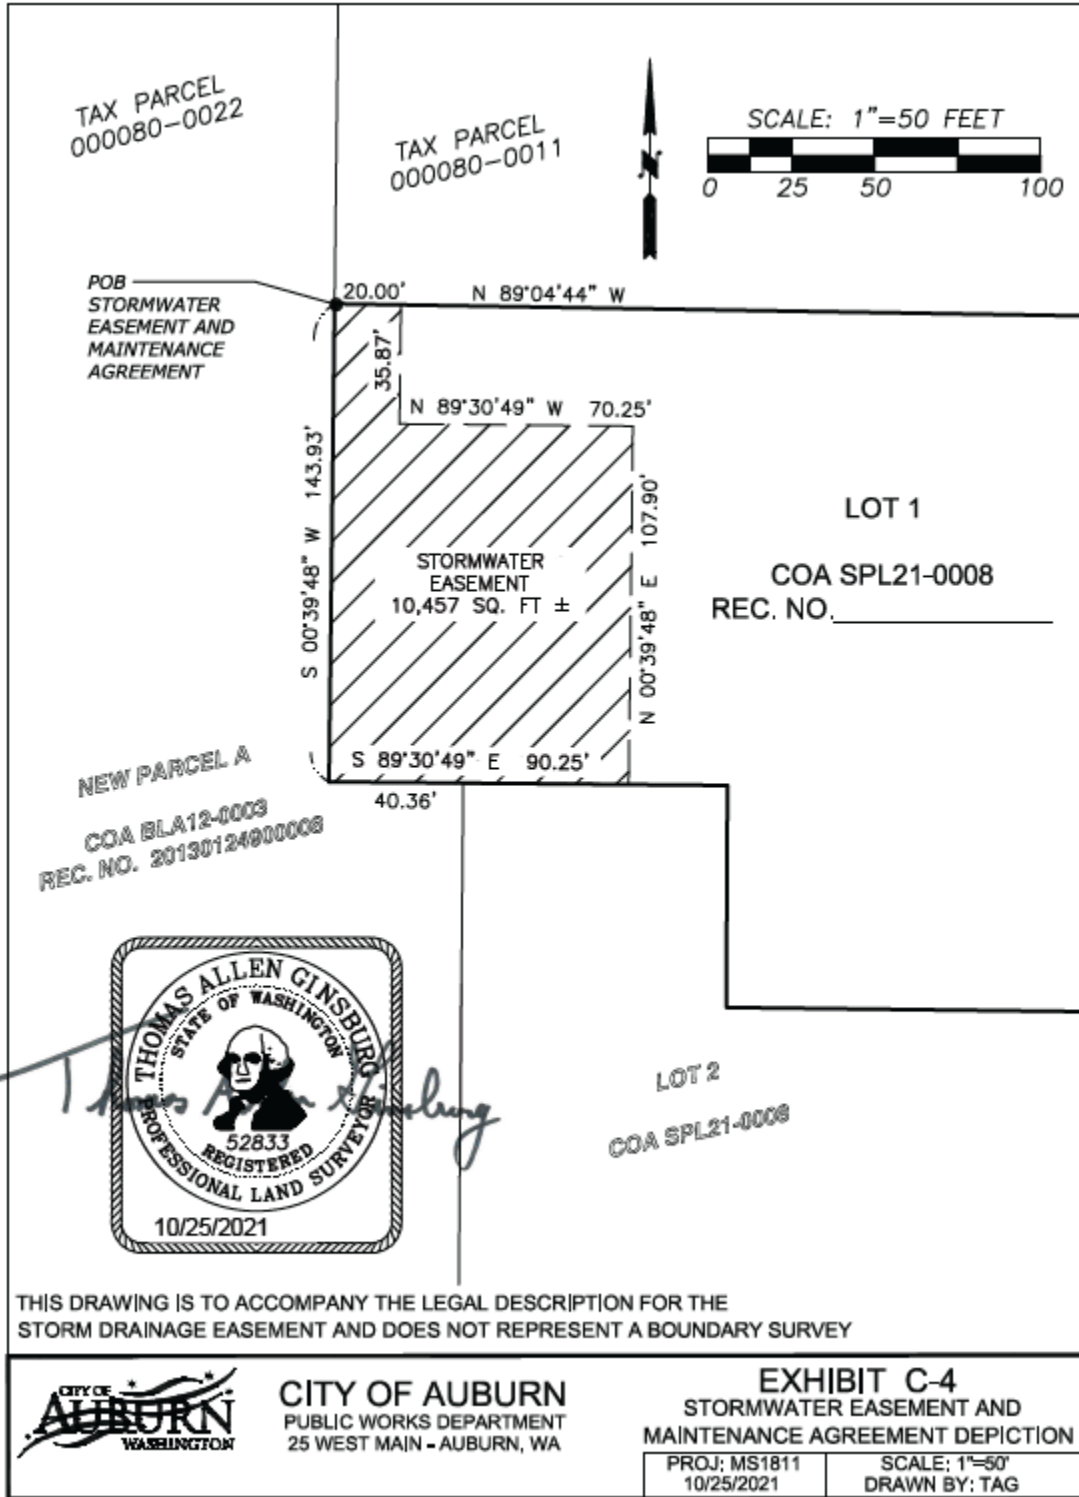 TAX PARCEL
000080-0022
TAX PARCEL
000080-0011
SCALE: 1"=50 FEET
0 25 50 100
N
POB
STORMWATER
EASEMENT AND
MAINTENANCE
AGREEMENT
20.00'
N 89°04'44" W
35.87'
N 89°30'49" W 70.25'
S 00°39'48" W 143.93'
N 00°39'48" E 107.90'
STORMWATER
EASEMENT
10,457 SQ. FT ±
LOT 1
COA SPL21-0008
REC. NO.
S 89°30'49" E 90.25'
40.36'
NEW PARCEL A
COA BLA12-0003
REC. NO. 20130124900008
THOMAS ALLEN GINSBURG
STATE OF WASHINGTON
52833
REGISTERED
PROFESSIONAL LAND SURVEYOR
Thomas Allen Ginsburg
10/25/2021
LOT 2
COA SPL21-0008
THIS DRAWING IS TO ACCOMPANY THE LEGAL DESCRIPTION FOR THE
STORM DRAINAGE EASEMENT AND DOES NOT REPRESENT A BOUNDARY SURVEY
CITY OF
AUBURN
WASHINGTON
CITY OF AUBURN
PUBLIC WORKS DEPARTMENT
25 WEST MAIN - AUBURN, WA
EXHIBIT C-4
STORMWATER EASEMENT AND
MAINTENANCE AGREEMENT DEPICTION
PROJ: MS1811
10/25/2021
SCALE: 1"=50'
DRAWN BY: TAG